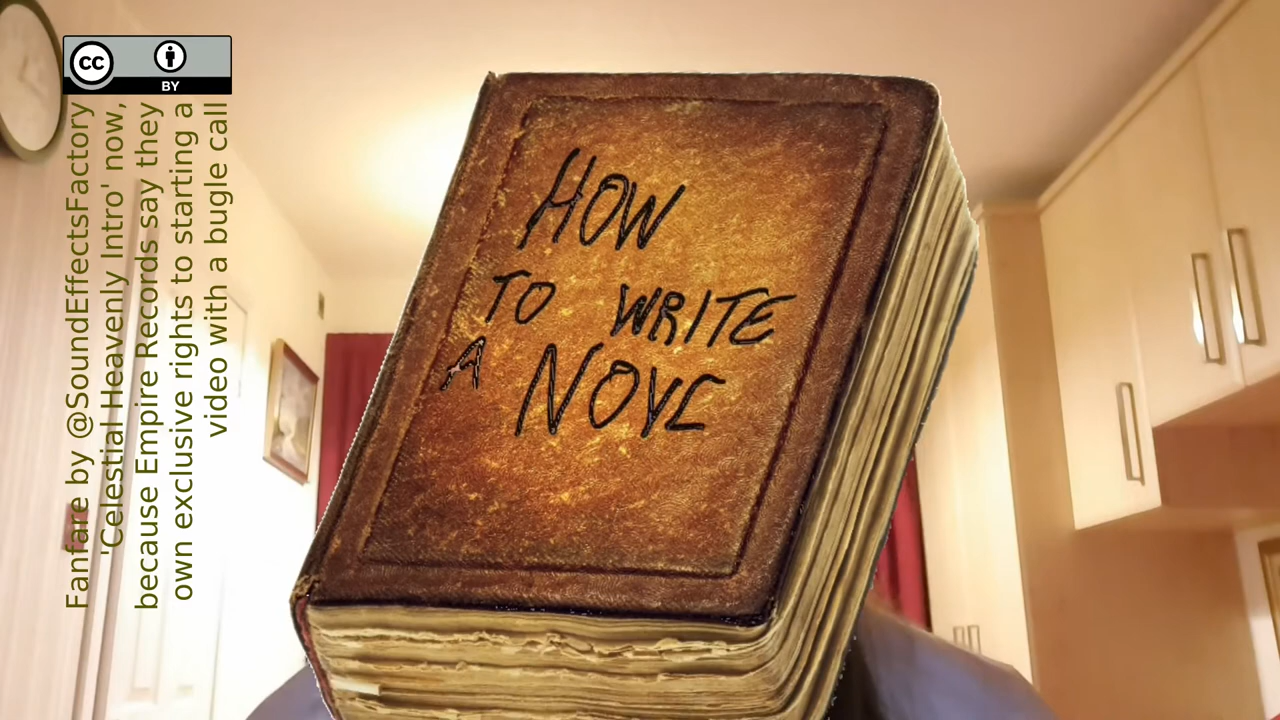 cc
BY
Fanfare by @SoundEffectsFactory
'Celestial Heavenly Intro' now,
because Empire Records say they
own exclusive rights to starting a
video with a bugle call
HOW
TO WRITE
A NOVL